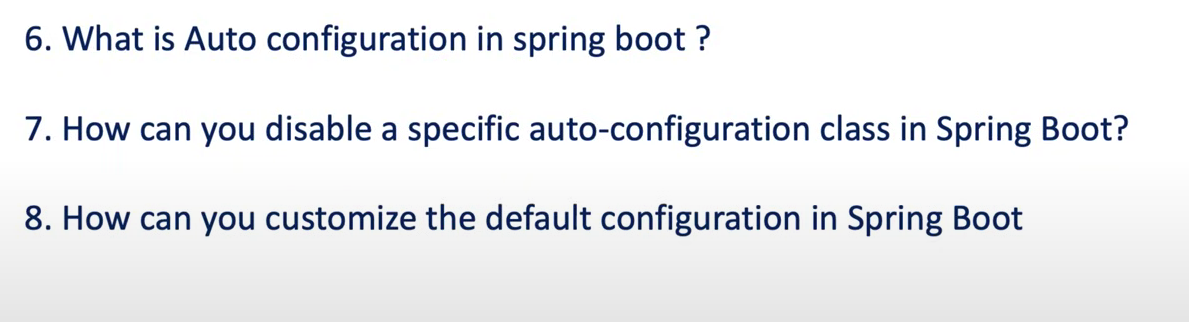 6. What is Auto configuration in spring boot ?
7. How can you disable a specific auto-configuration class in Spring Boot?
8. How can you customize the default configuration in Spring Boot